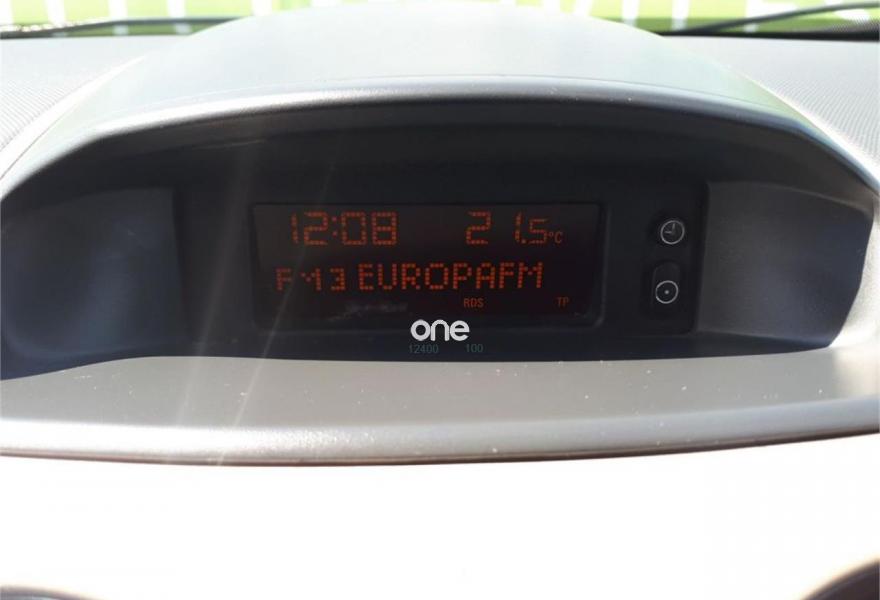 12:08 21.5°C
FM3 EUROPAFM
RDS TP
one
12400 100